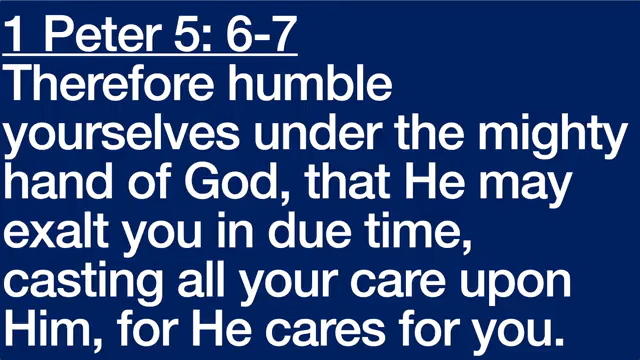 1 Peter 5: 6-7
Therefore humble
yourselves under the mighty
hand of God, that He may
exalt you in due time,
casting all your care upon
Him, for He cares for you.